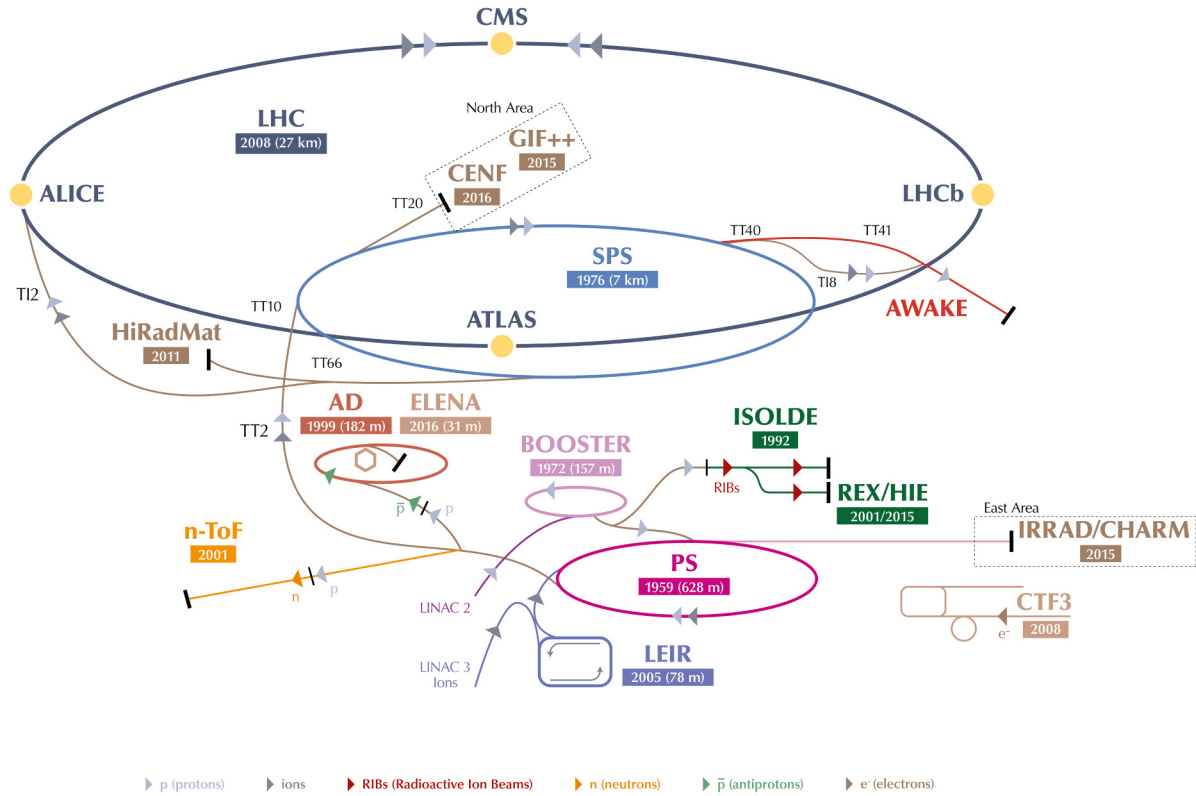 CMS
North Area
LHC
2008 (27 km)
GIF++
2015
CENF
2016
ALICE
LHCb
TT20
TT40
TT41
SPS
1976 (7 km)
TI8
TI2
TT10
ATLAS
AWAKE
HiRadMat
2011
TT66
AD
1999 (182 m)
ELENA
2016 (31 m)
TT2
BOOSTER
1972 (157 m)
ISOLDE
1992
RIBs
REX/HIE
2001/2015
p̅
p
East Area
IRRAD/CHARM
2015
n-ToF
2001
n
p
PS
1959 (628 m)
LINAC 2
CTF3
2008
e-
LINAC 3
Ions
LEIR
2005 (78 m)
p (protons)
ions
RIBs (Radioactive Ion Beams)
n (neutrons)
p̅ (antiprotons)
e- (electrons)